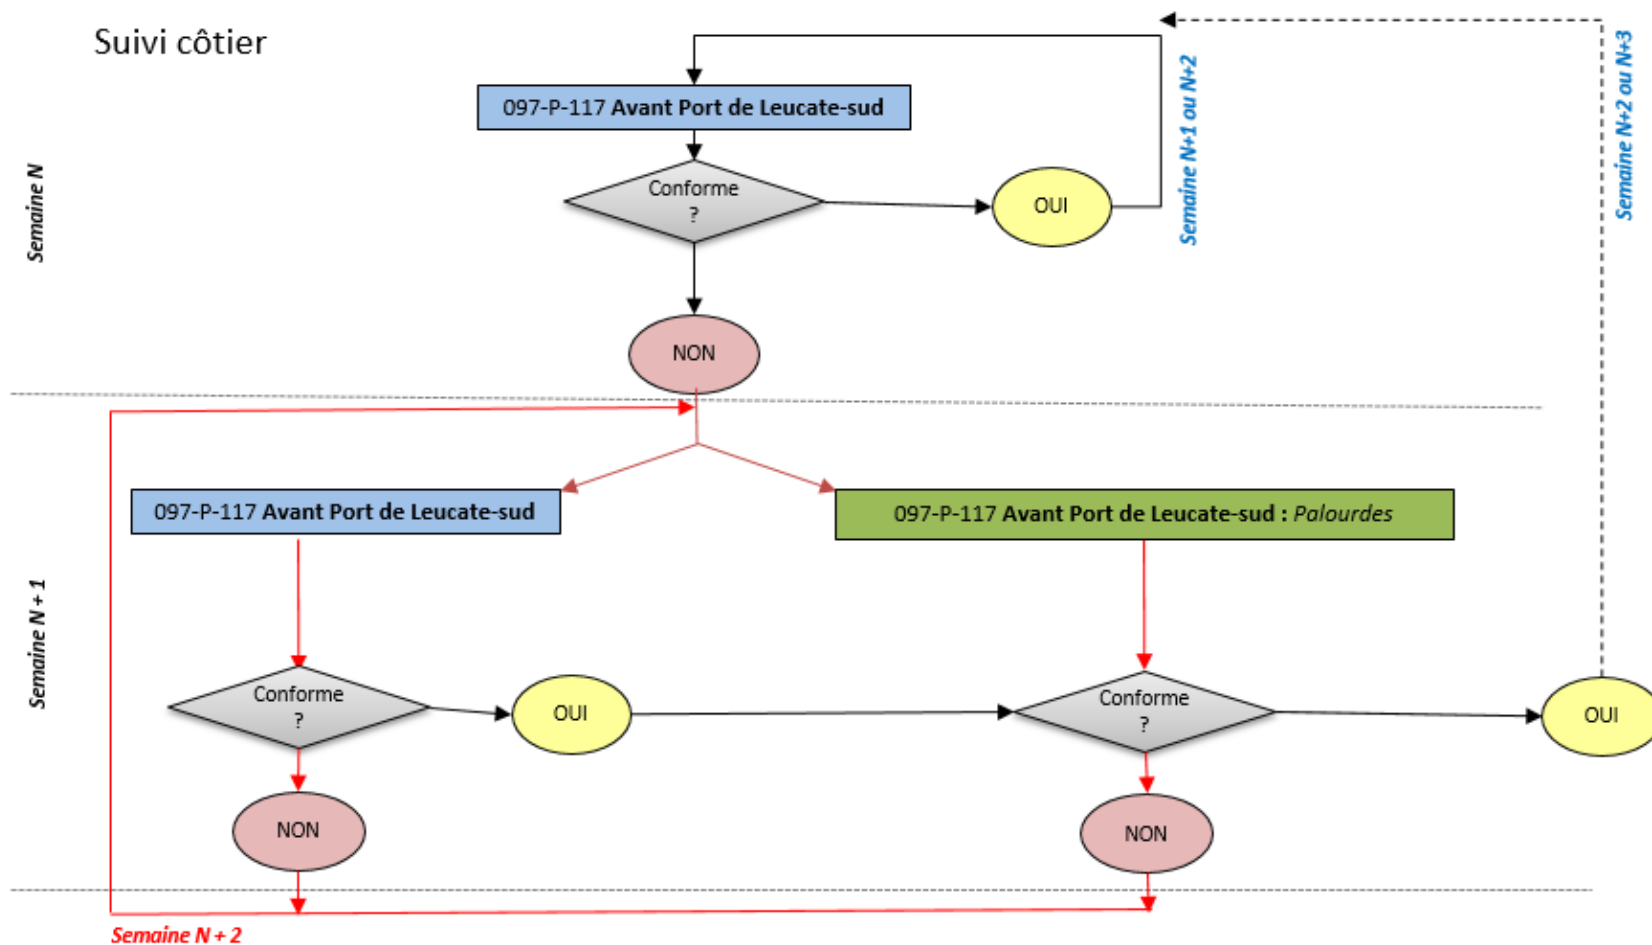 Suivi côtier
Semaine N
097-P-117 Avant Port de Leucate-sud
Conforme
?
OUI
NON
Semaine N+1 ou N+2
Semaine N+2 ou N+3
Semaine N + 1
097-P-117 Avant Port de Leucate-sud
097-P-117 Avant Port de Leucate-sud : Palourdes
Conforme
?
OUI
Conforme
?
OUI
NON
NON
Semaine N + 2